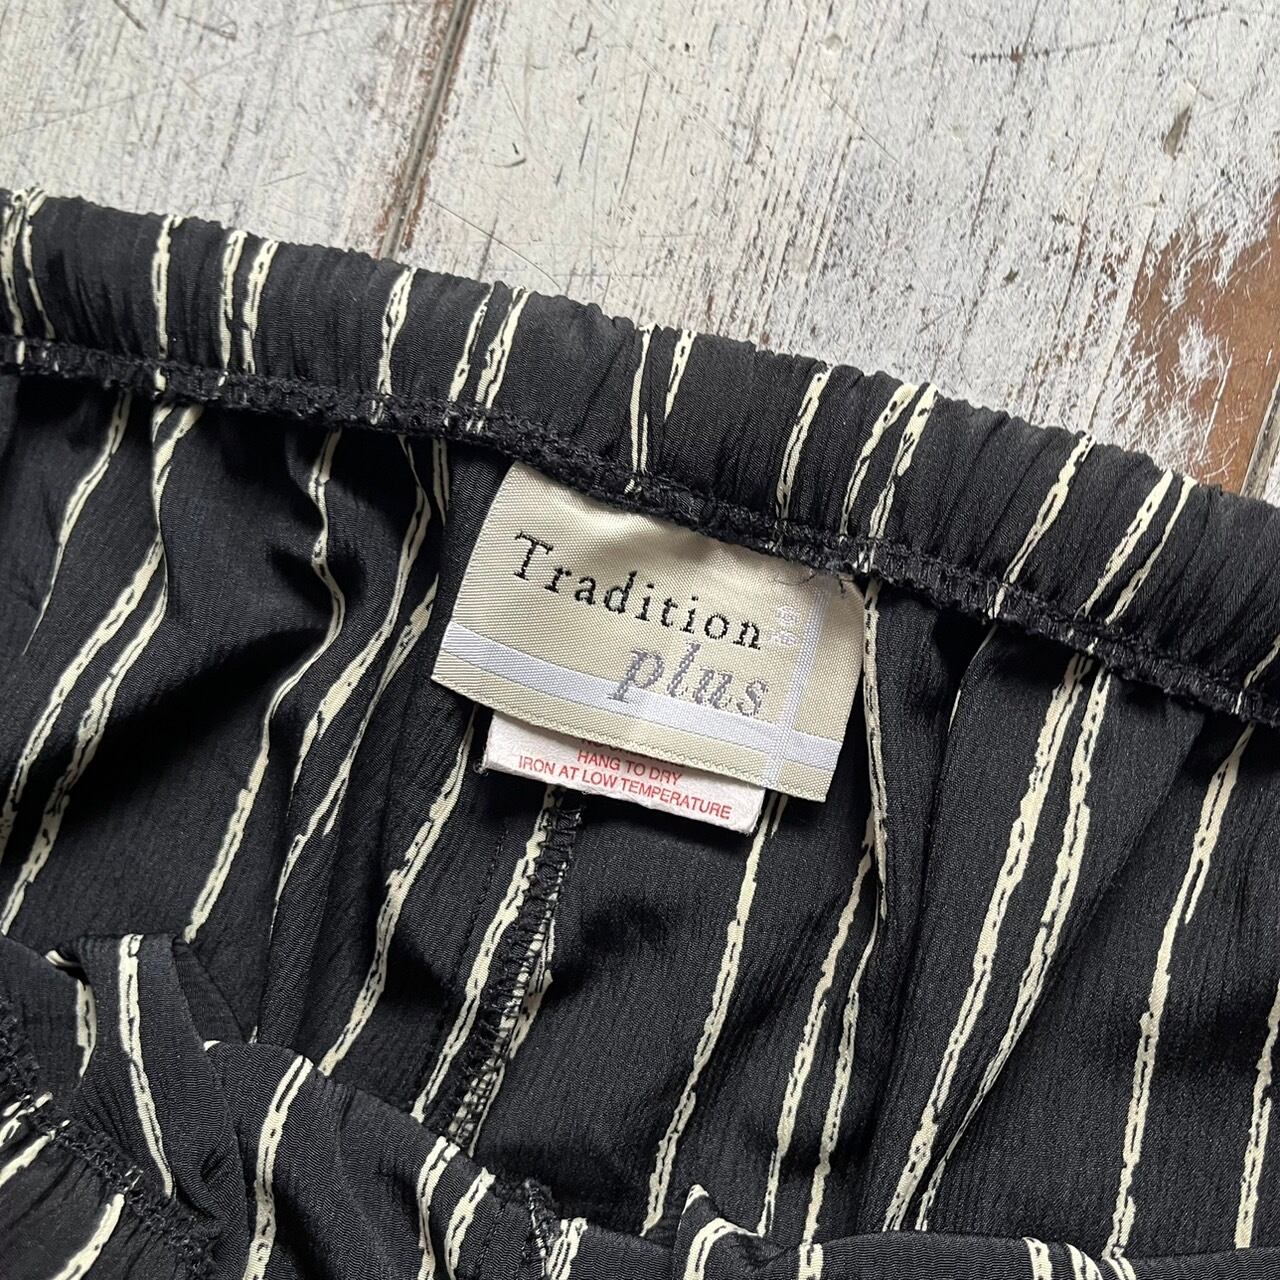 Tradition
plus
HANG TO DRY
IRON AT LOW TEMPERATURE